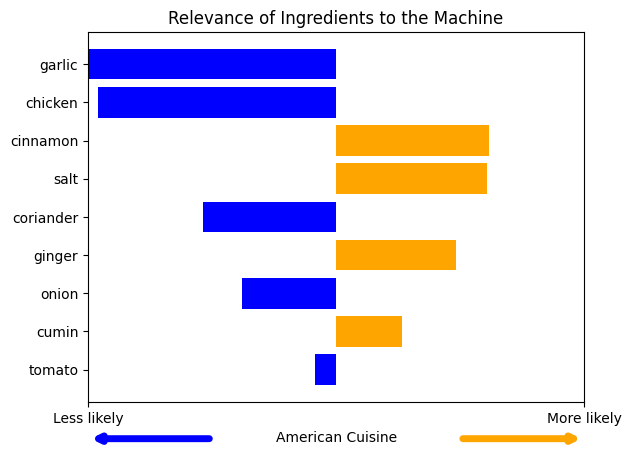 Relevance of Ingredients to the Machine
garlic
chicken
cinnamon
salt
coriander
ginger
onion
cumin
tomato
Less likely
More likely
American Cuisine